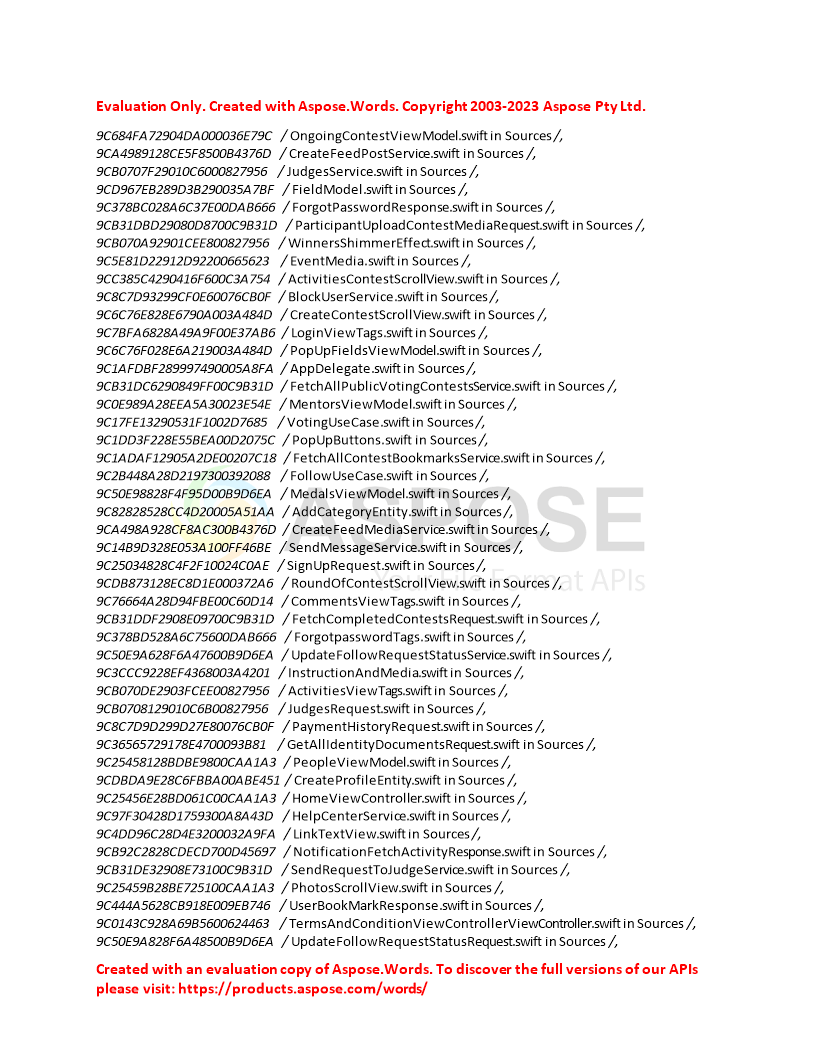 Evaluation Only. Created with Aspose.Words. Copyright 2003-2023 Aspose Pty Ltd.
9C684FA72904DA000036E79C / OngoingContestViewModel.swift in Sources /,
9CA4989128CE5F8500B4376D / CreateFeedPostService.swift in Sources /,
9CB0707F29010C6000827956 / JudgesService.swift in Sources /,
9CD967EB289D3B290035A7BF / FieldModel.swift in Sources /,
9C378BC028A6C37E00DAB666 / ForgotPasswordResponse.swift in Sources /,
9CB31DBD29080D8700C9B31D / ParticipantUploadContestMediaRequest.swift in Sources /,
9CB070A92901CEE800827956 / WinnersShimmerEffect.swift in Sources /,
9C5E81D22912D92200665623 / EventMedia.swift in Sources /,
9CC385C4290416F600C3A754 / ActivitiesContestScrollView.swift in Sources /,
9C8C7D93299CF0E60076CB0F / BlockUserService.swift in Sources /,
9C6C76E828E6790A003A484D / CreateContestScrollView.swift in Sources /,
9C7BFA6828A49A9F00E37AB6 / LoginViewTags.swift in Sources /,
9C6C76F028E6A219003A484D / PopUpFieldsViewModel.swift in Sources /,
9C1AFDBF289997490005A8FA / AppDelegate.swift in Sources /,
9CB31DC6290849FF00C9B31D / FetchAllPublicVotingContestsService.swift in Sources /,
9C0E989A28EEA5A30023E54E / MentorsViewModel.swift in Sources /,
9C17FE13290531F1002D7685 / VotingUseCase.swift in Sources /,
9C1DD3F228E55BEA00D2075C / PopUpButtons.swift in Sources /,
9C1ADAF12905A2DE00207C18 / FetchAllContestBookmarksService.swift in Sources /,
9C2B448A28D2197300392088 / FollowUseCase.swift in Sources /,
9C50E98828F4F95D00B9D6EA / MedalsViewModel.swift in Sources /,
9C82828528CC4D20005A51AA / AddCategoryEntity.swift in Sources /,
9CA498A928CF8AC300B4376D / CreateFeedMediaService.swift in Sources /,
9C14B9D328E053A100FF46BE / SendMessageService.swift in Sources /,
9C25034828C4F2F10024C0AE / SignUpRequest.swift in Sources /,
9CDB873128EC8D1E000372A6 / RoundOfContestScrollView.swift in Sources /,
9C76664A28D94FBE00C60D14 / CommentsViewTags.swift in Sources /,
9CB31DDF2908E09700C9B31D / FetchCompletedContestsRequest.swift in Sources /,
9C378BD528A6C75600DAB666 / ForgotpasswordTags.swift in Sources /,
9C50E9A628F6A47600B9D6EA / UpdateFollowRequestStatusService.swift in Sources /,
9C3CCC9228EF4368003A4201 / InstructionAndMedia.swift in Sources /,
9CB070DE2903FCEE00827956 / ActivitiesViewTags.swift in Sources /,
9CB0708129010C6B00827956 / JudgesRequest.swift in Sources /,
9C8C7D9D299D27E80076CB0F / PaymentHistoryRequest.swift in Sources /,
9C36565729178E4700093B81 / GetAllIdentityDocumentsRequest.swift in Sources /,
9C25458128BDBE9800CAA1A3 / PeopleViewModel.swift in Sources /,
9CDBDA9E28C6FBBA00ABE451 / CreateProfileEntity.swift in Sources /,
9C25456E28BD061C00CAA1A3 / HomeViewController.swift in Sources /,
9C97F30428D1759300A8A43D / HelpCenterService.swift in Sources /,
9C4DD96C28D4E3200032A9FA / LinkTextView.swift in Sources /,
9CB92C2828CDECD700D45697 / NotificationFetchActivityResponse.swift in Sources /,
9CB31DE32908E73100C9B31D / SendRequestToJudgeService.swift in Sources /,
9C25459B28BE725100CAA1A3 / PhotosScrollView.swift in Sources /,
9C444A5628CB918E009EB746 / UserBookMarkResponse.swift in Sources /,
9C0143C928A69B5600624463 / TermsAndConditionViewControllerViewController.swift in Sources /,
9C50E9A828F6A48500B9D6EA / UpdateFollowRequestStatusRequest.swift in Sources /,
ASPOSE
Your File Format APIs
Created with an evaluation copy of Aspose.Words. To discover the full versions of our APIs
please visit: https://products.aspose.com/words/